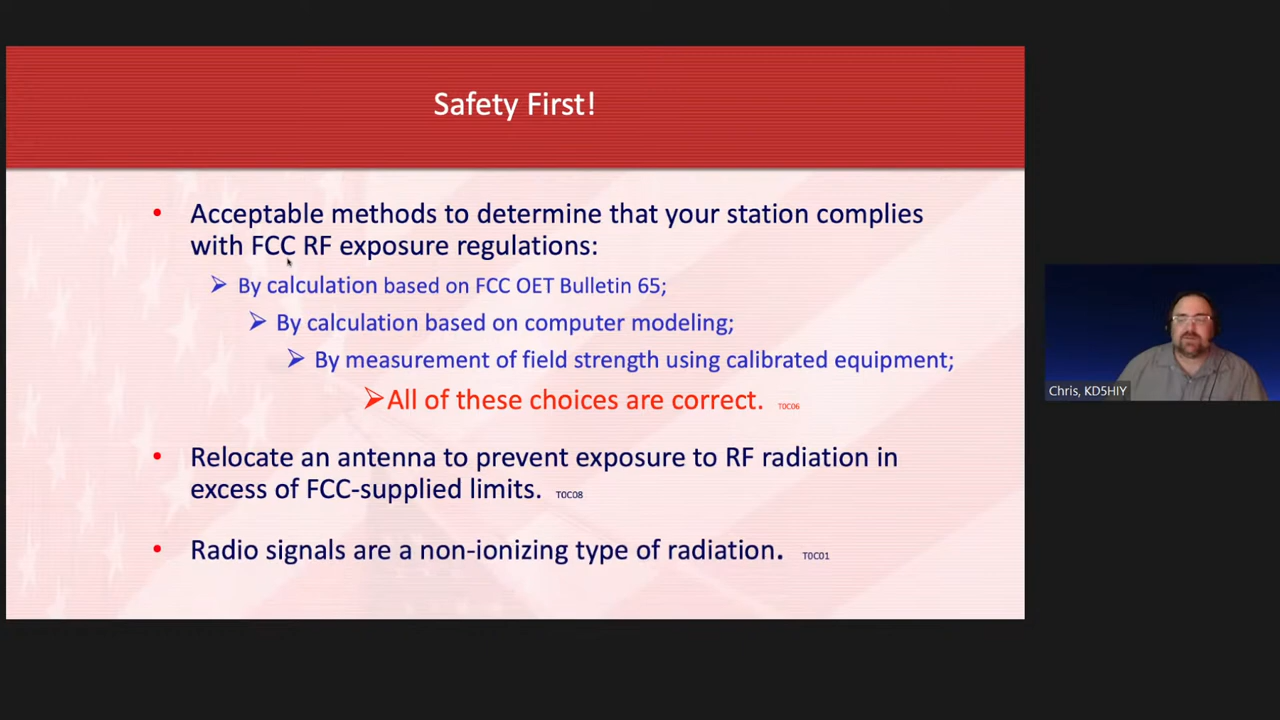 Safety First!
• Acceptable methods to determine that your station complies
with FCC RF exposure regulations:
➢ By calculation based on FCC OET Bulletin 65;
➢ By calculation based on computer modeling;
➢ By measurement of field strength using calibrated equipment;
➢All of these choices are correct. T0C06
• Relocate an antenna to prevent exposure to RF radiation in
excess of FCC-supplied limits. T0C08
• Radio signals are a non-ionizing type of radiation. T0C01
Chris, KD5HIY